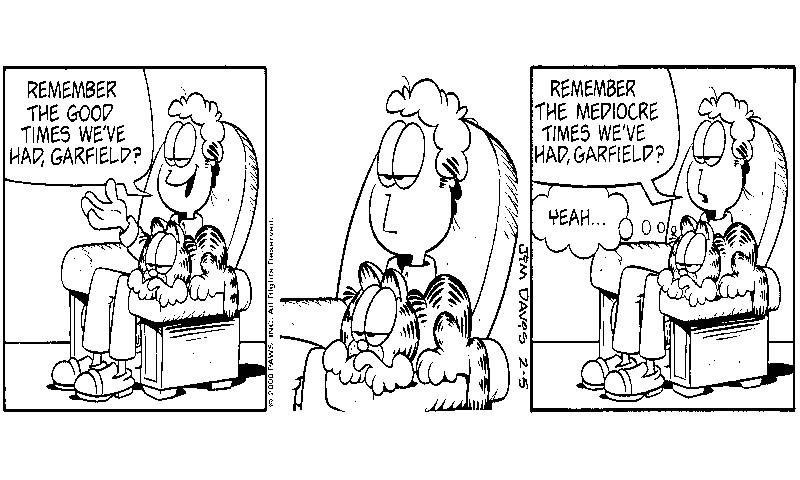 REMEMBER
THE GOOD
TIMES WE'VE
HAD, GARFIELD?
© 2000 PAWS, INC. All Rights Reserved.
JIM DAVIS 2-5
REMEMBER
THE MEDIOCRE
TIMES WE'VE
HAD, GARFIELD?
YEAH...